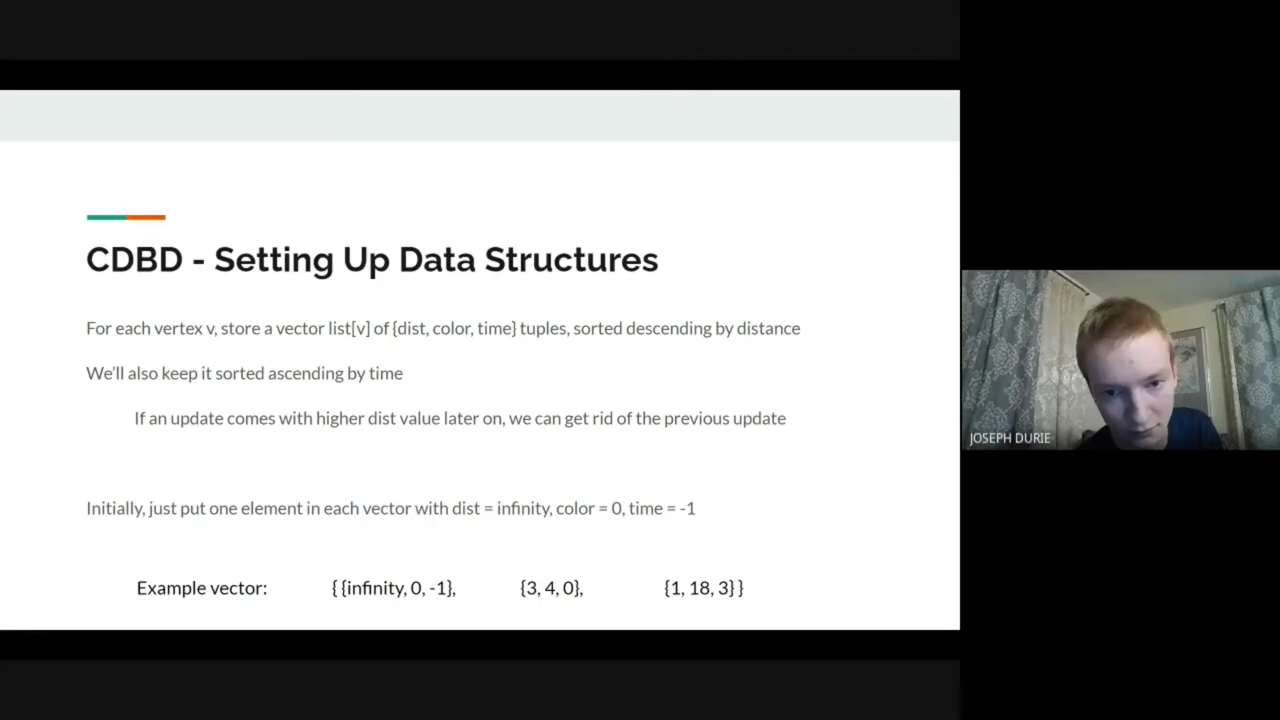 CDBD - Setting Up Data Structures
For each vertex v, store a vector list[v] of {dist, color, time} tuples, sorted descending by distance
We'll also keep it sorted ascending by time
If an update comes with higher dist value later on, we can get rid of the previous update
Initially, just put one element in each vector with dist = infinity, color = 0, time = -1
Example vector: { {infinity, 0, -1}, {3, 4, 0}, {1, 18, 3} }
JOSEPH DURIE